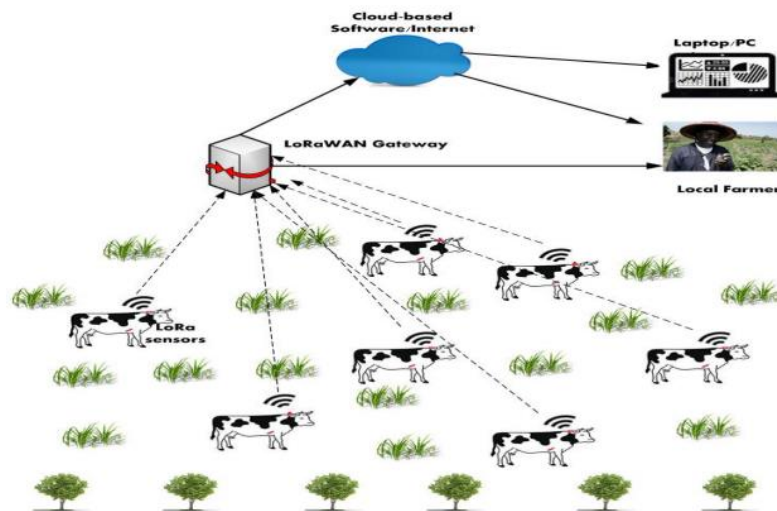 Cloud-based
Software/Internet
Laptop/PC
LoRaWAN Gateway
Local Farmer
LoRa
sensors